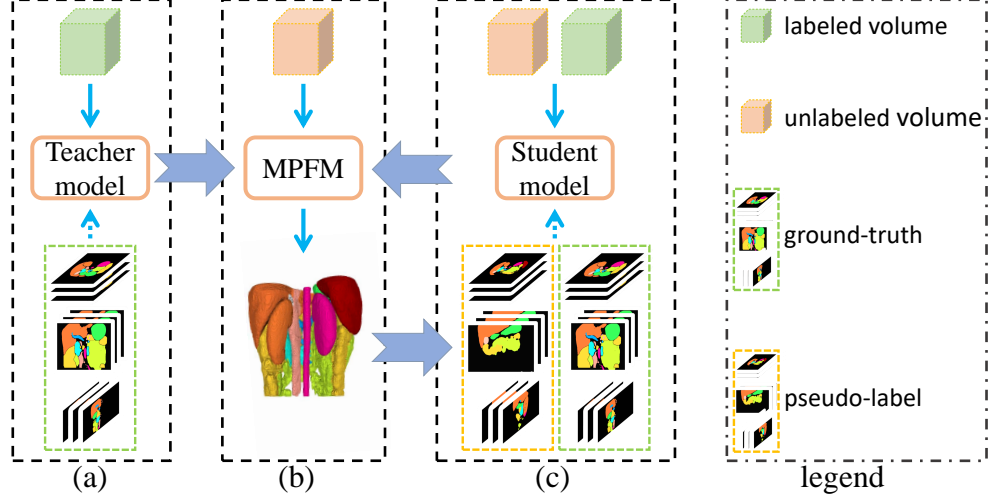 Teacher
model
MPFM
Student
model
(a)
(b)
(c)
labeled volume
unlabeled volume
ground-truth
pseudo-label
legend